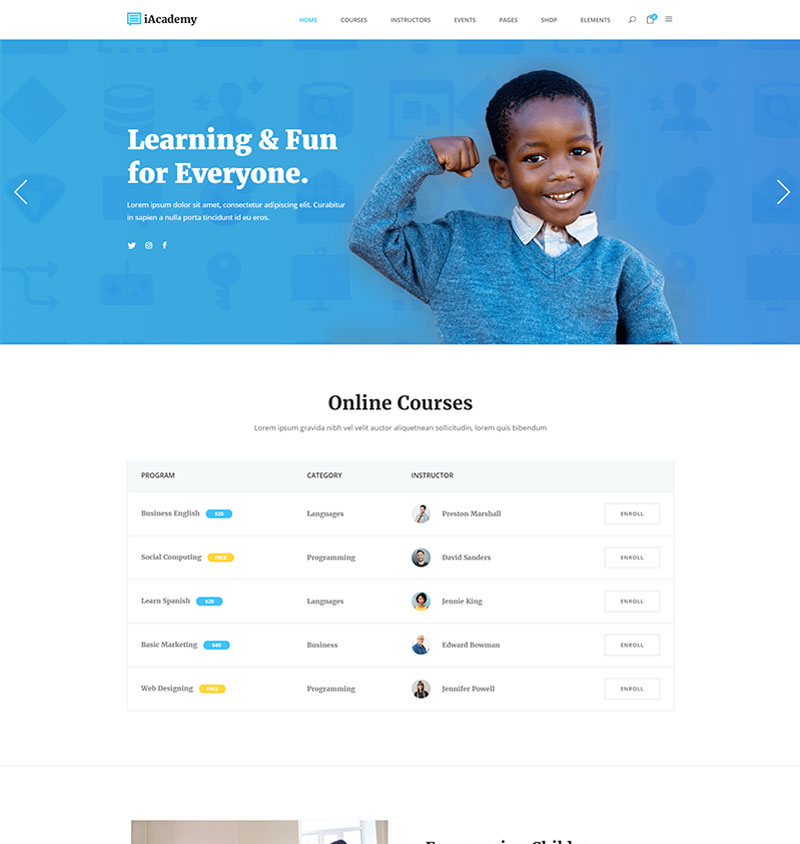 iAcademy
HOME COURSES INSTRUCTORS EVENTS PAGES SHOP ELEMENTS
Learning & Fun
for Everyone.
Lorem ipsum dolor sit amet, consectetur adipiscing elit. Curabitur
in sapien a nulla porta tincidunt id eu eros.
Online Courses
Lorem ipsum gravida nibh vel velit auctor aliquetnean sollicitudin, lorem quis bibendum
PROGRAM CATEGORY INSTRUCTOR
Business English $20 Languages Preston Marshall ENROLL
Social Computing FREE Programming David Sanders ENROLL
Learn Spanish Languages Jennie King ENROLL
Basic Marketing $40 Business Edward Bowman ENROLL
Web Designing FREE Programming Jennifer Powell ENROLL